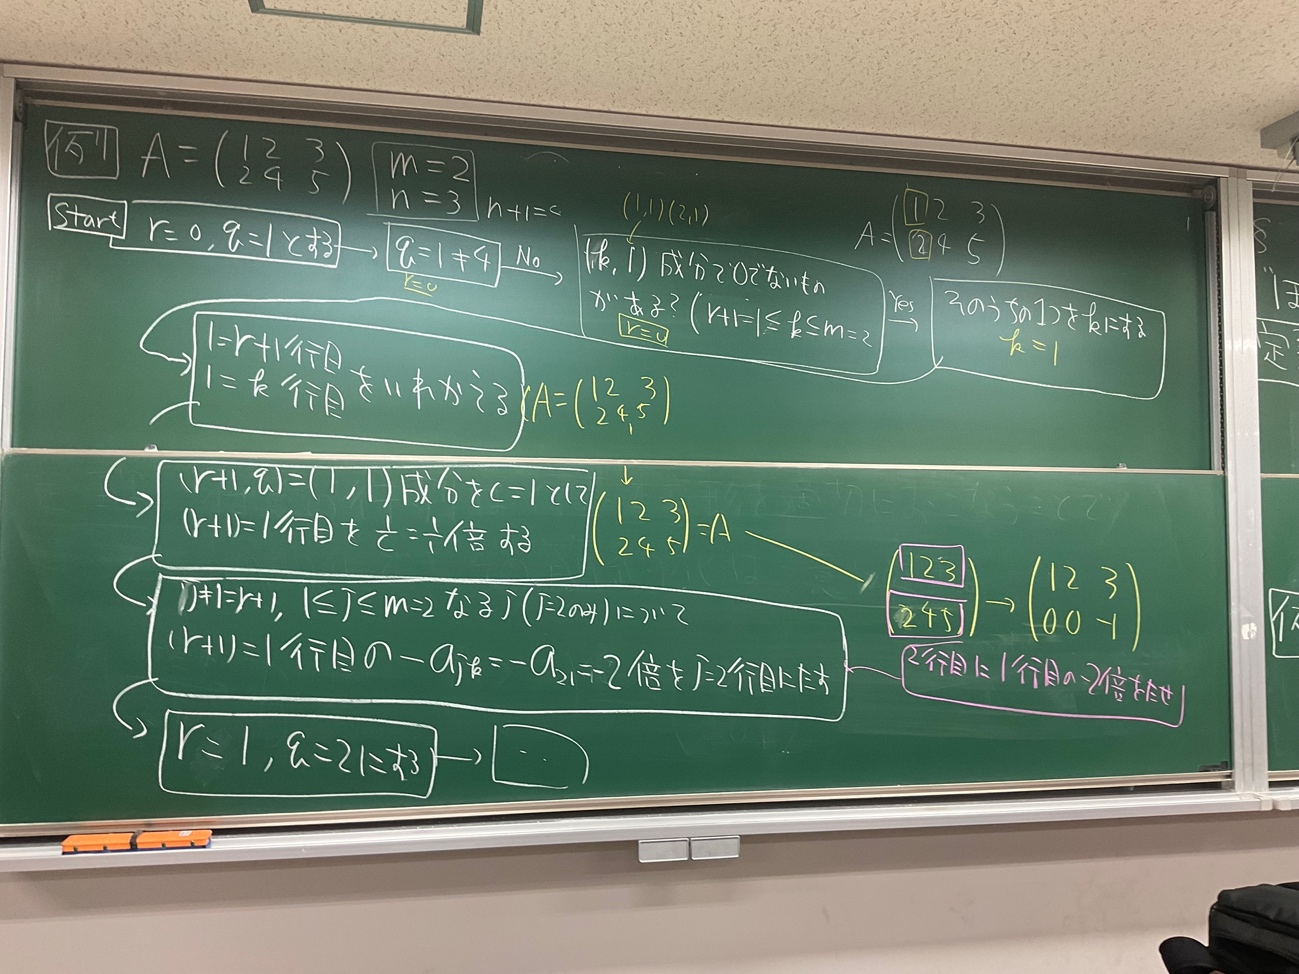 例 A = (1 2 3
2 4 5) m = 2
n = 3
Start r = 0, q = 1 とする → q = 1 ≠ 4 No →
r=0
n+1=
(1,1) (2,1)
(k, 1) 成分で0でないもの
がある? (r+1=1 ≦ k ≦ m = 2
r=0
Yes →
A = (1 2 3
2 4 5)
そのうちの1つをkにする
k = 1
1 = r+1行目
1 = k 行目 をいれかえる
A = (1 2 3
2 4 5)
(r+1, q) = (1, 1) 成分を c = 1 として
(r+1) = 1行目を 1/c = 1/1 倍する
(1 2 3
2 4 5) = A
j ≠ 1 = r+1, 1 ≦ j ≦ m = 2 なる j (j=2のみ) について
(r+1) = 1行目の -a_{jk} = -a_{21} = -2倍を j=2行目にたす
(1 2 3
2 4 5) → (1 2 3
0 0 -1)
2行目に1行目の-2倍をたせ
r = 1, q = 2 にする →